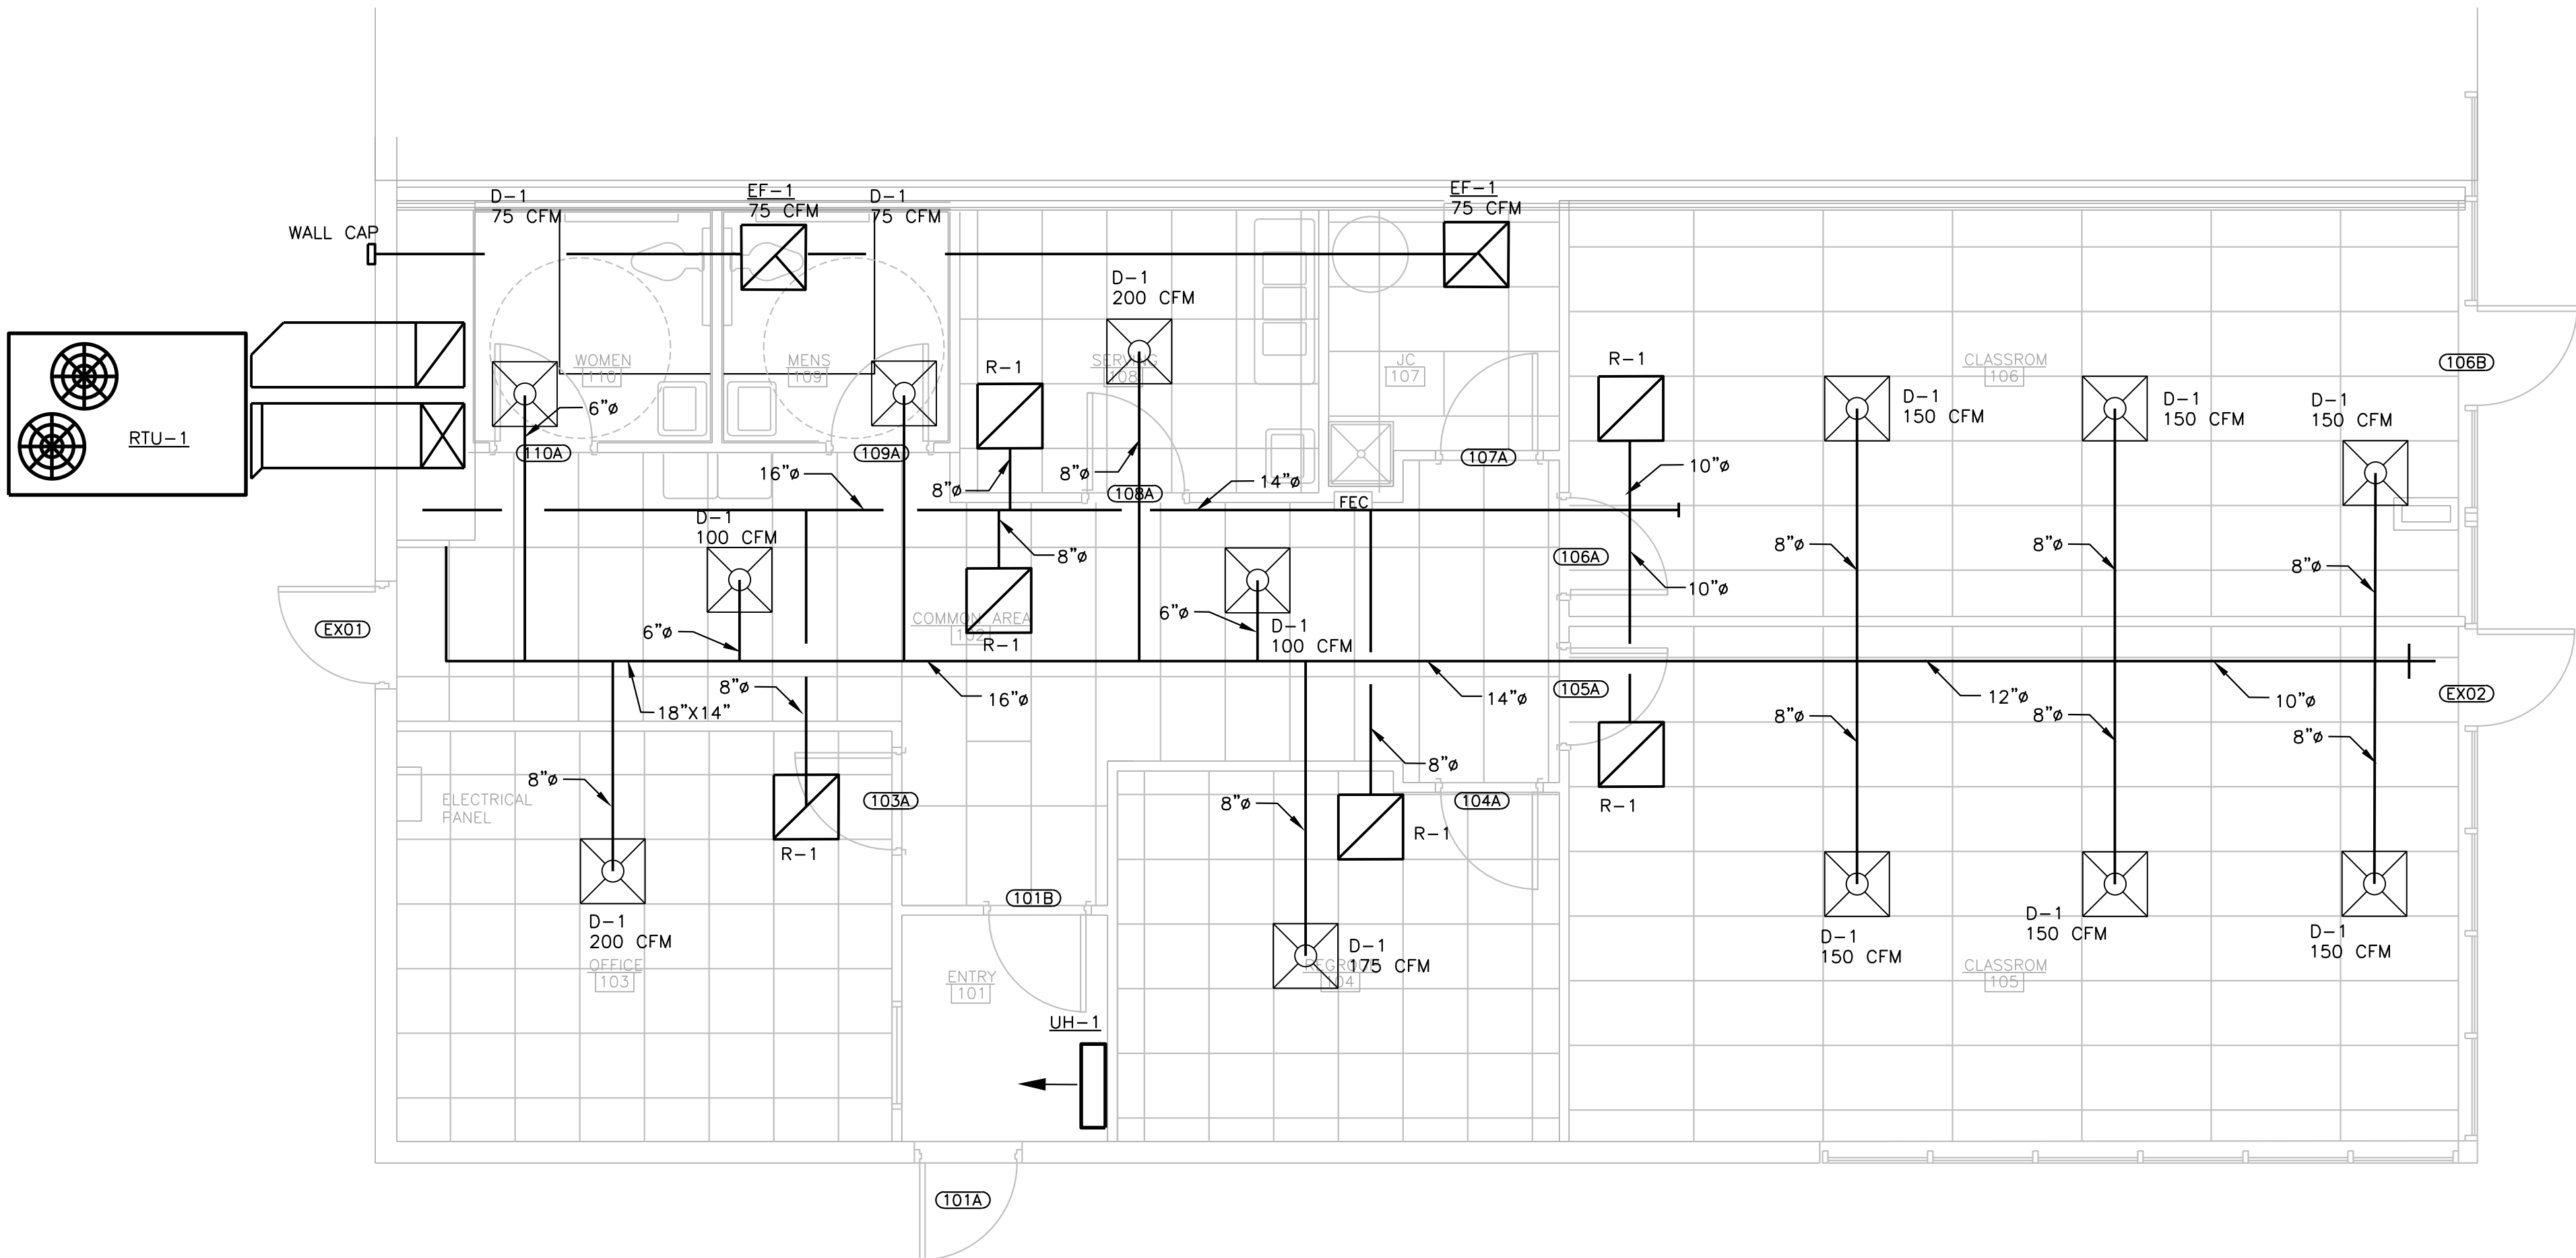 D-1
75 CFM
EF-1
75 CFM
D-1
75 CFM
EF-1
75 CFM
WALL CAP
D-1
200 CFM
RTU-1
WOMEN
110
MENS
109
SERVING
108
JC
107
R-1
R-1
CLASSROM
106
106B
D-1
150 CFM
D-1
150 CFM
D-1
150 CFM
6"ø
110A
109A
107A
16"ø
8"ø
8"ø
108A
14"ø
FEC
10"ø
D-1
100 CFM
8"ø
106A
8"ø
8"ø
8"ø
10"ø
EX01
6"ø
COMMON AREA
102
R-1
6"ø
D-1
100 CFM
8"ø
18"X14"
16"ø
14"ø
105A
12"ø
10"ø
EX02
8"ø
8"ø
8"ø
8"ø
8"ø
ELECTRICAL
PANEL
103A
R-1
8"ø
104A
R-1
R-1
101B
D-1
200 CFM
OFFICE
103
ENTRY
101
D-1
175 CFM
104
D-1
150 CFM
D-1
150 CFM
D-1
150 CFM
CLASSROM
105
UH-1
101A